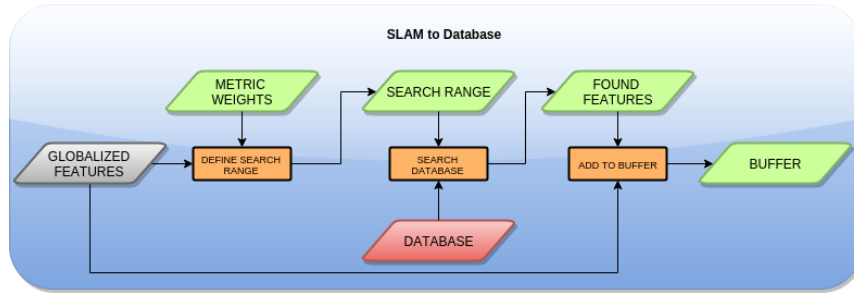 SLAM to Database
METRIC
WEIGHTS
SEARCH RANGE
FOUND
FEATURES
GLOBALIZED
FEATURES
DEFINE SEARCH
RANGE
SEARCH
DATABASE
ADD TO BUFFER
BUFFER
DATABASE